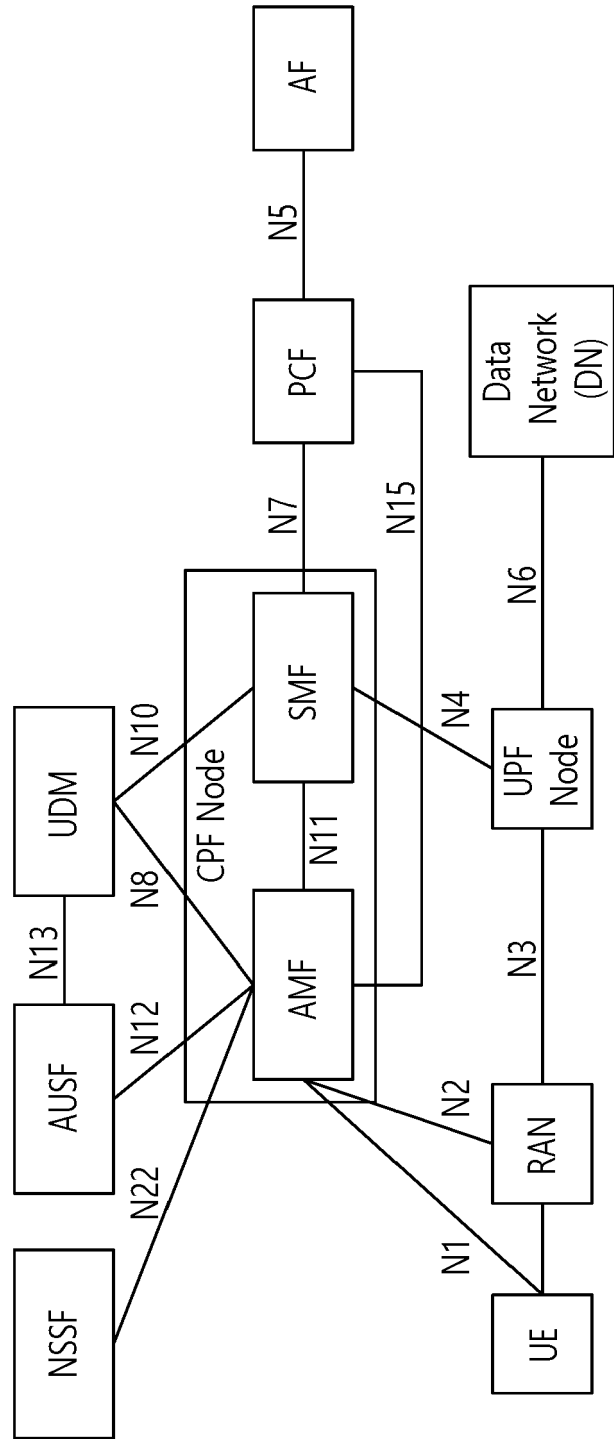 NSSF
AUSF
N13
UDM
N22
N12
N8
N10
CPF Node
AMF
N11
SMF
N7
PCF
N5
AF
N15
N1
N2
N4
UE
RAN
N3
UPF
Node
N6
Data
Network
(DN)